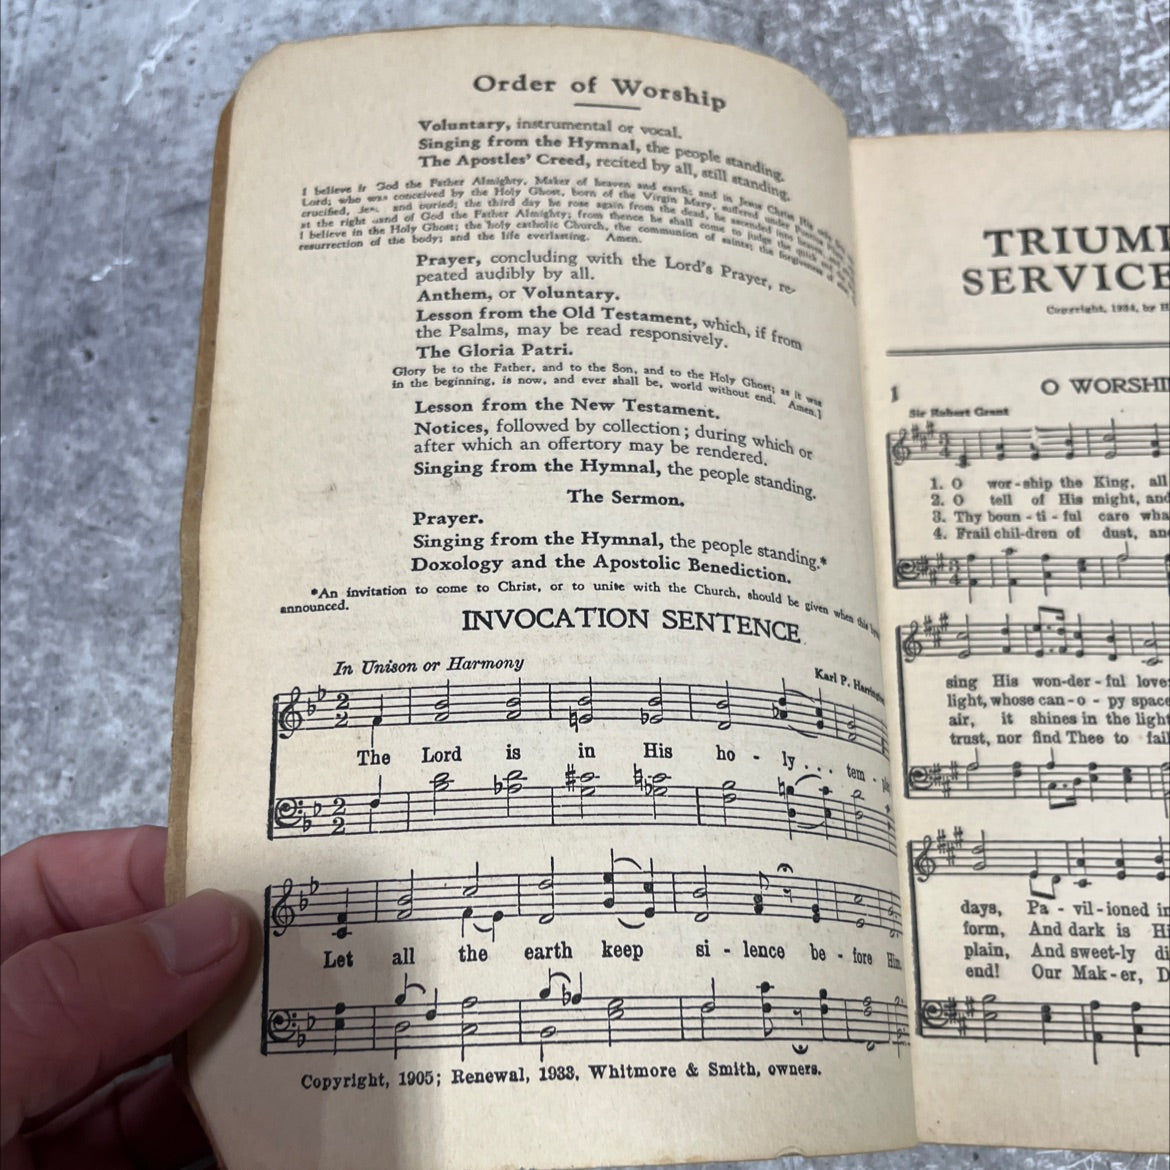 Order of Worship
Voluntary, instrumental or vocal.
Singing from the Hymnal, the people standing.
The Apostles' Creed, recited by all, still standing.
I believe in God the Father Almighty, Maker of heaven and earth; and in Jesus Christ His
Lord; who was conceived by the Holy Ghost, born of the Virgin Mary, suffered under
crucified, and buried; the third day he rose again from the dead, he ascended into heaven
at the right of God the Father Almighty; from thence he shall come to judge the quick and
I believe in the Holy Ghost; the holy catholic Church, the communion of saints; the forgiveness of
resurrection of the body; and the life everlasting. Amen.
Prayer, concluding with the Lord's Prayer, re-
peated audibly by all.
Anthem, or Voluntary.
Lesson from the Old Testament, which, if from
the Psalms, may be read responsively.
The Gloria Patri.
Glory be to the Father, and to the Son, and to the Holy Ghost; as it was
in the beginning, is now, and ever shall be, world without end. Amen.]
Lesson from the New Testament.
Notices, followed by collection; during which or
after which an offertory may be rendered.
Singing from the Hymnal, the people standing.
The Sermon.
Prayer.
Singing from the Hymnal, the people standing.*
Doxology and the Apostolic Benediction.
*An invitation to come to Christ, or to unite with the Church, should be given when this
announced.
INVOCATION SENTENCE
In Unison or Harmony
Karl P. Harrington
The Lord is in His ho - ly . . . tem - ple
Let all the earth keep si - lence be - fore Him.
Copyright, 1905; Renewal, 1933, Whitmore & Smith, owners.
TRIUM
SERVICE
Copyright, 1934, by H
1
O WORSHI
Sir Robert Grant
1. O wor - ship the King, all
2. O tell of His might, and
3. Thy boun - ti - ful care wha
4. Frail chil-dren of dust, an
sing His won-der - ful love
light, whose can - o - py space
air, it shines in the light
trust, nor find Thee to fail
days, Pa - vil-ioned in
form, And dark is Hi
plain, And sweet-ly di
end! Our Mak-er, D